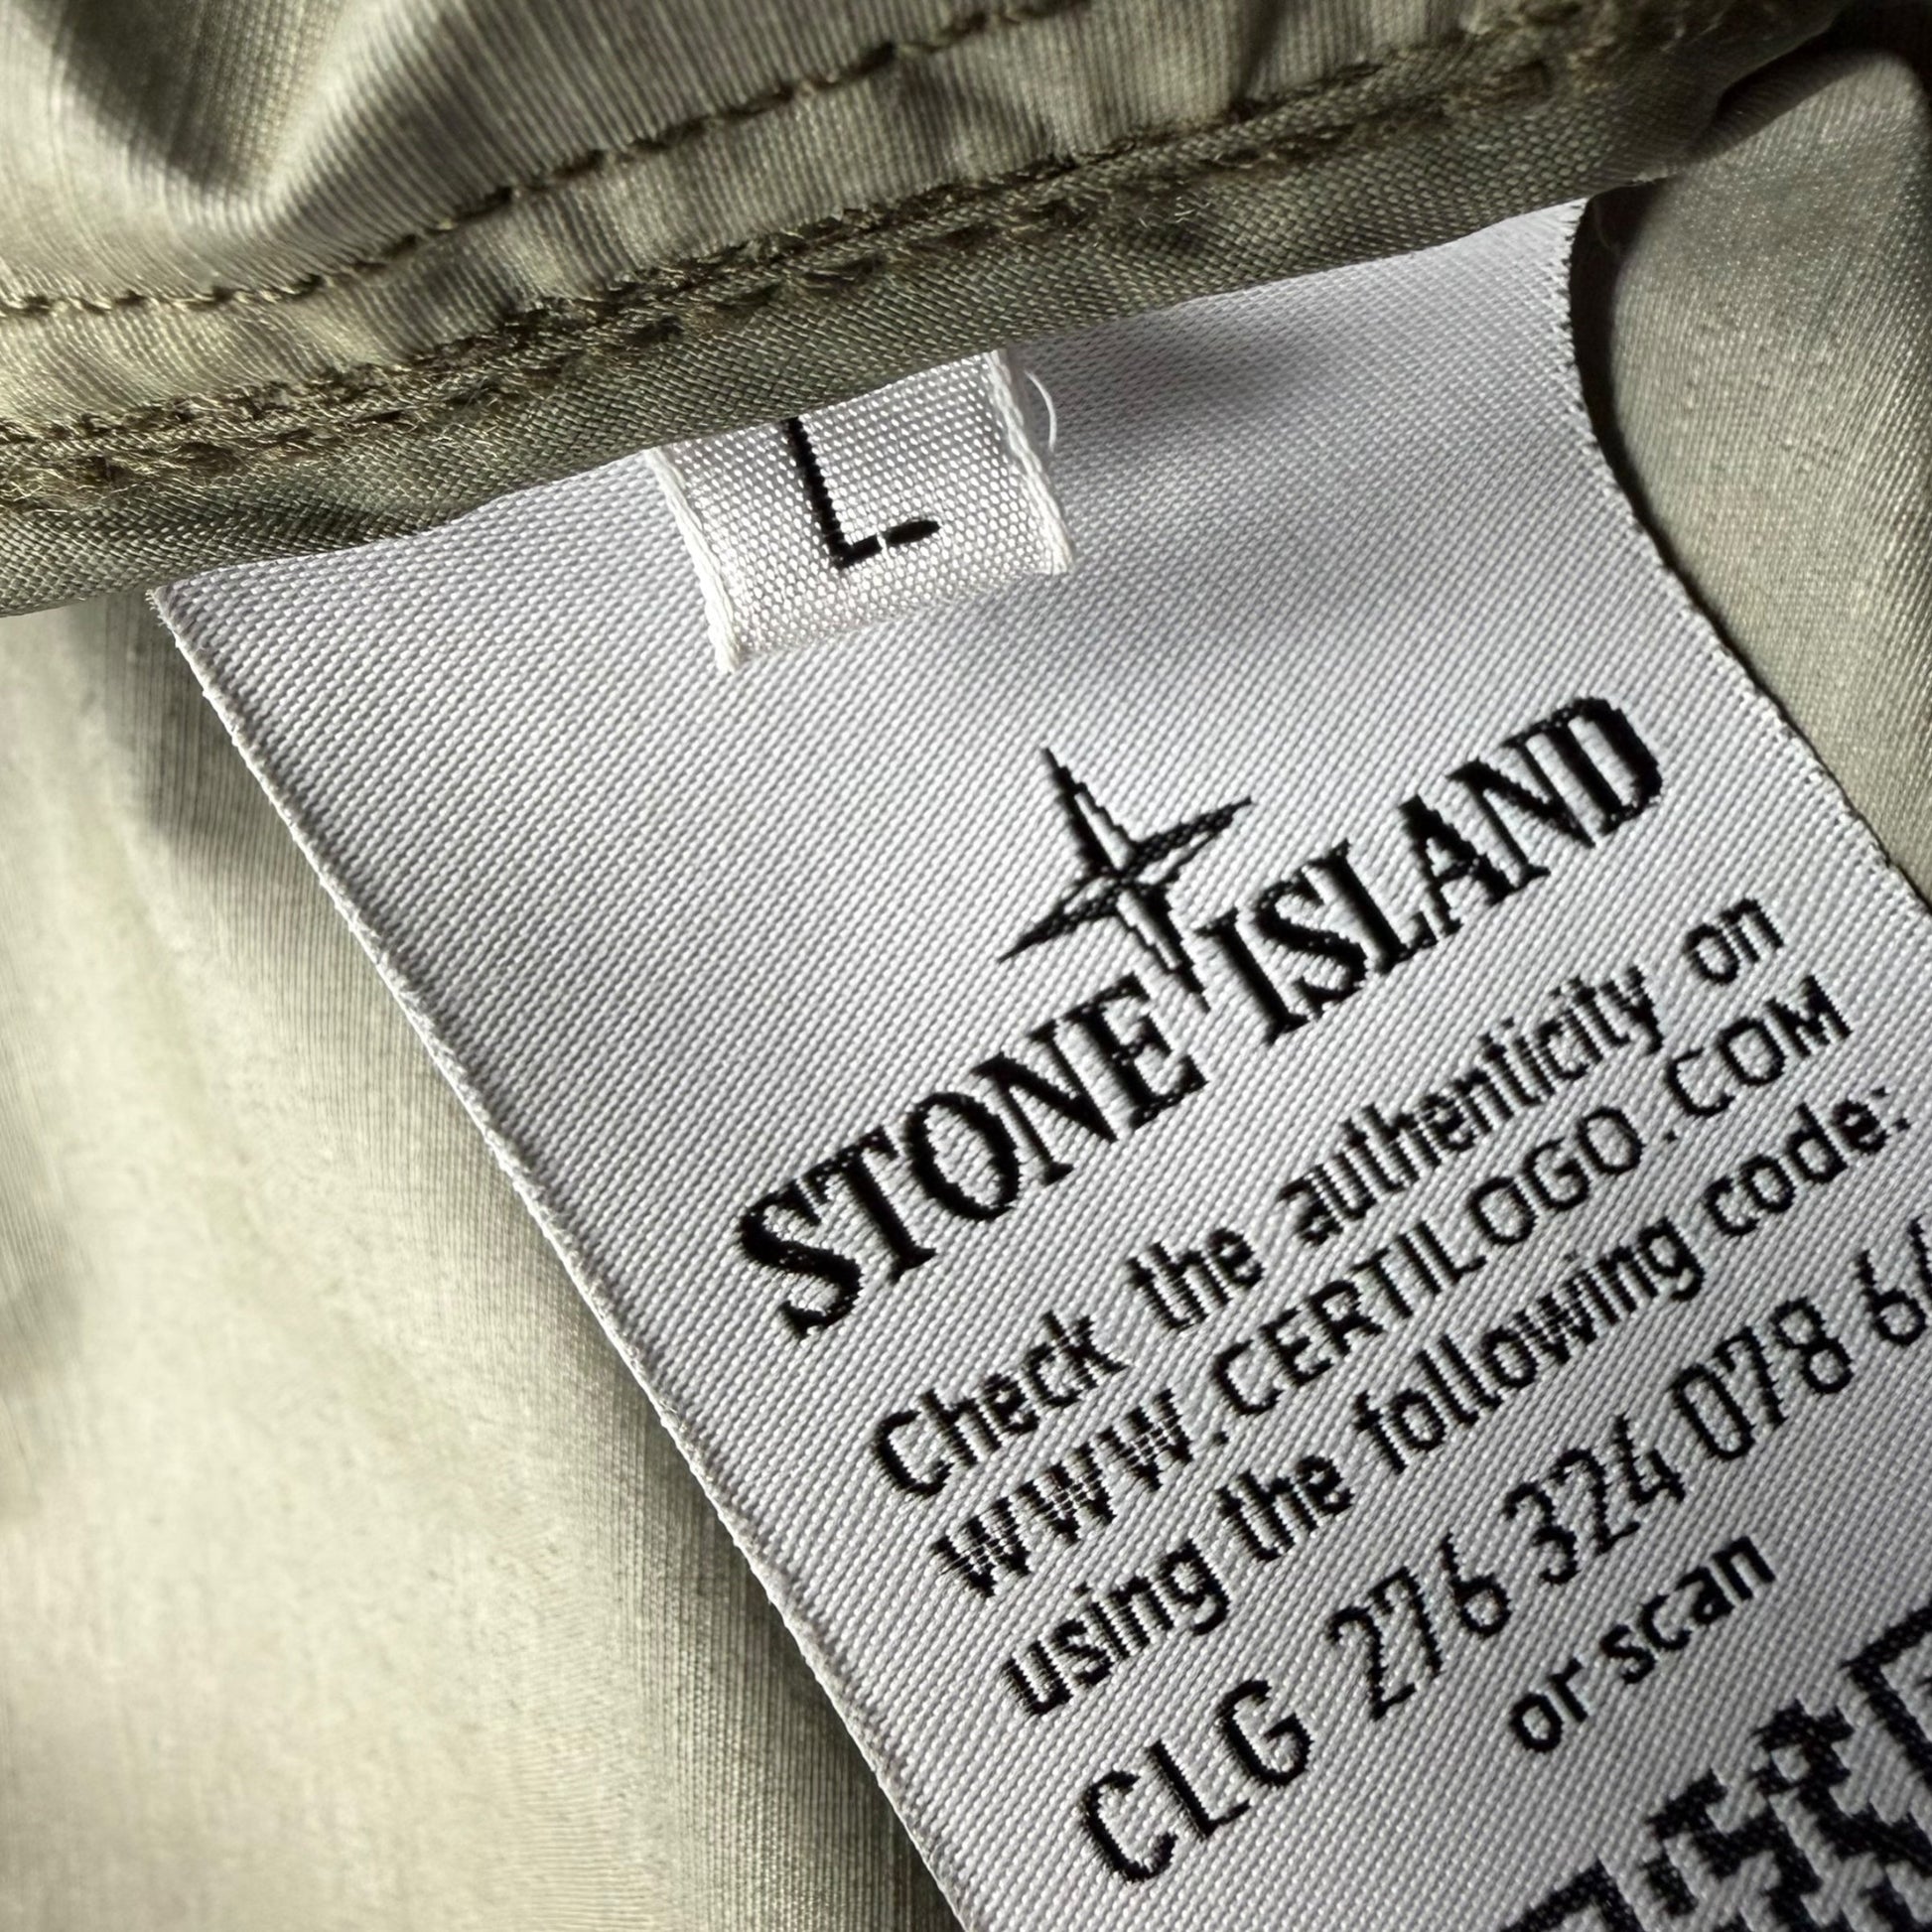 L
STONE ISLAND
Check the authenticity on
WWW.CERTILOGO.COM
using the following code:
CLG 276 324 078 64
or scan